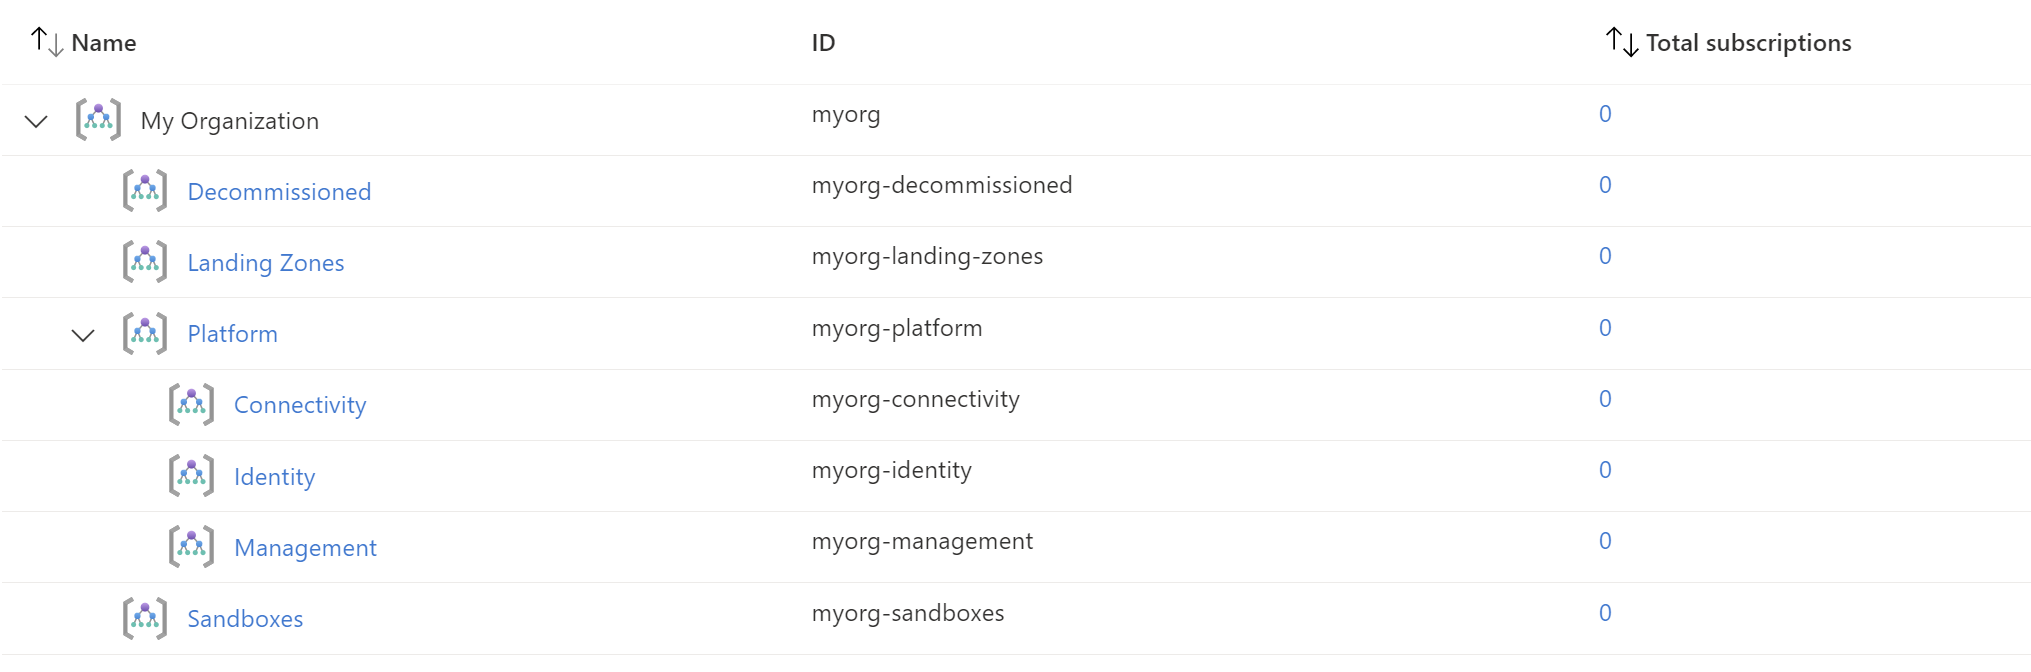 Name ID Total subscriptions
My Organization myorg 0
Decommissioned myorg-decommissioned 0
Landing Zones myorg-landing-zones 0
Platform myorg-platform 0
Connectivity myorg-connectivity 0
Identity myorg-identity 0
Management myorg-management 0
Sandboxes myorg-sandboxes 0